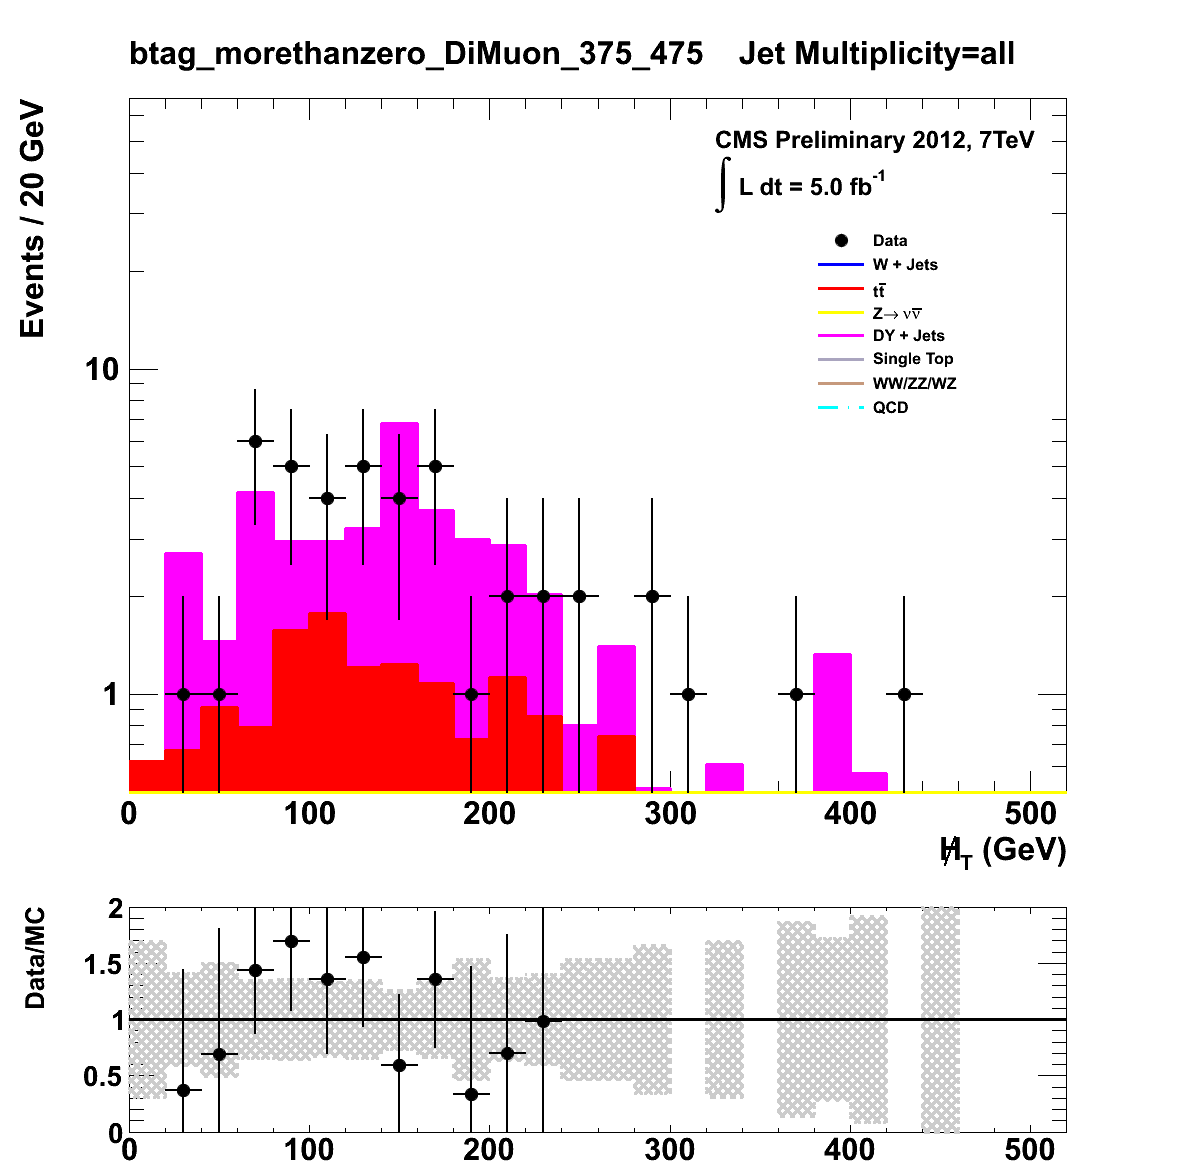 btag_morethanzero_DiMuon_375_475    Jet Multiplicity=all
CMS Preliminary 2012, 7TeV
∫ L dt = 5.0 fb⁻¹
Data
W + Jets
tt̅
Z→ νν̅
DY + Jets
Single Top
WW/ZZ/WZ
QCD
Events / 20 GeV
10
1
0 100 200 300 400 500
H̸_T (GeV)
Data/MC
2
1.5
1
0.5
0
0 100 200 300 400 500